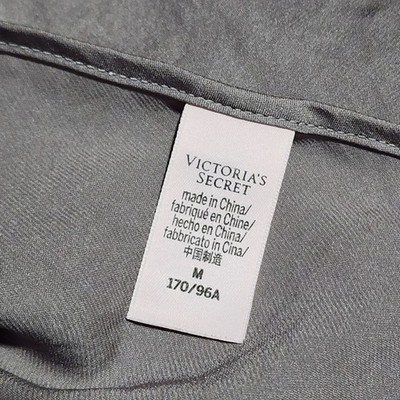 VICTORIA'S
SECRET
made in China/
fabriqué en Chine/
hecho en China/
fabbricato in Cina/
中国制造
M
170/96A